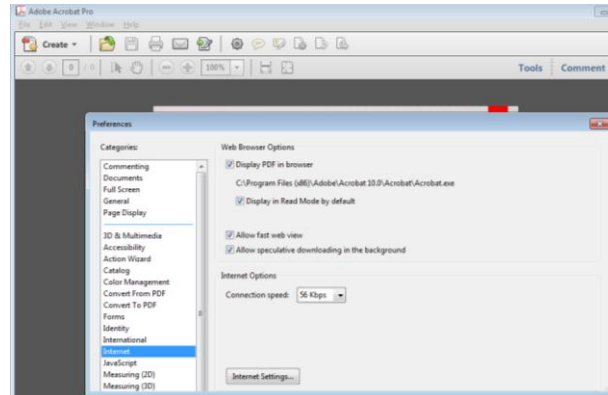 Adobe Acrobat Pro
File Edit View Window Help
Create
0 / 0 100% Tools Comment
Preferences
Categories:
Commenting
Documents
Full Screen
General
Page Display
3D & Multimedia
Accessibility
Action Wizard
Catalog
Color Management
Convert From PDF
Convert To PDF
Forms
Identity
International
Internet
JavaScript
Measuring (2D)
Measuring (3D)
Web Browser Options
Display PDF in browser
C:\Program Files (x86)\Adobe\Acrobat 10.0\Acrobat\Acrobat.exe
Display in Read Mode by default
Allow fast web view
Allow speculative downloading in the background
Internet Options
Connection speed: 56 Kbps
Internet Settings...